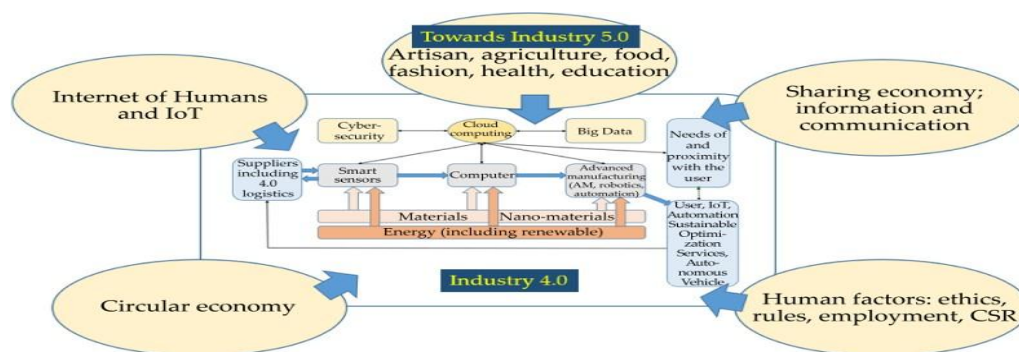 Towards Industry 5.0
Artisan, agriculture, food,
fashion, health, education
Internet of Humans
and IoT
Sharing economy;
information and
communication
Cyber-
security
Cloud
computing
Big Data
Needs of
and
proximity
with the
user
Suppliers
including 4.0
logistics
Smart
sensors
Computer
Advanced
manufacturing
(AM, robotics,
automation)
Materials
Nano-materials
Energy (including renewable)
User, IoT,
Automation
Sustainable
Optimi-
zation
Services,
Auto-
nomous
Vehicle
Industry 4.0
Circular economy
Human factors: ethics,
rules, employment, CSR